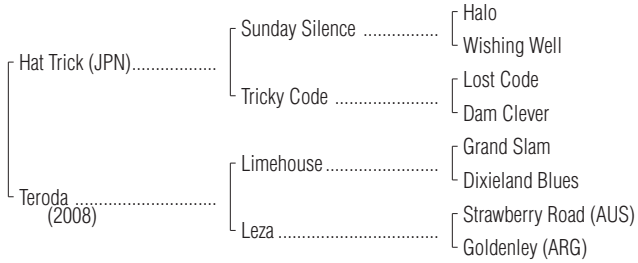 Halo
Sunday Silence ................
Wishing Well
Hat Trick (JPN)..................
Lost Code
Tricky Code ......................
Dam Clever
Grand Slam
Limehouse........................
Dixieland Blues
Teroda ..............................
(2008)
Strawberry Road (AUS)
Leza ..................................
Goldenley (ARG)